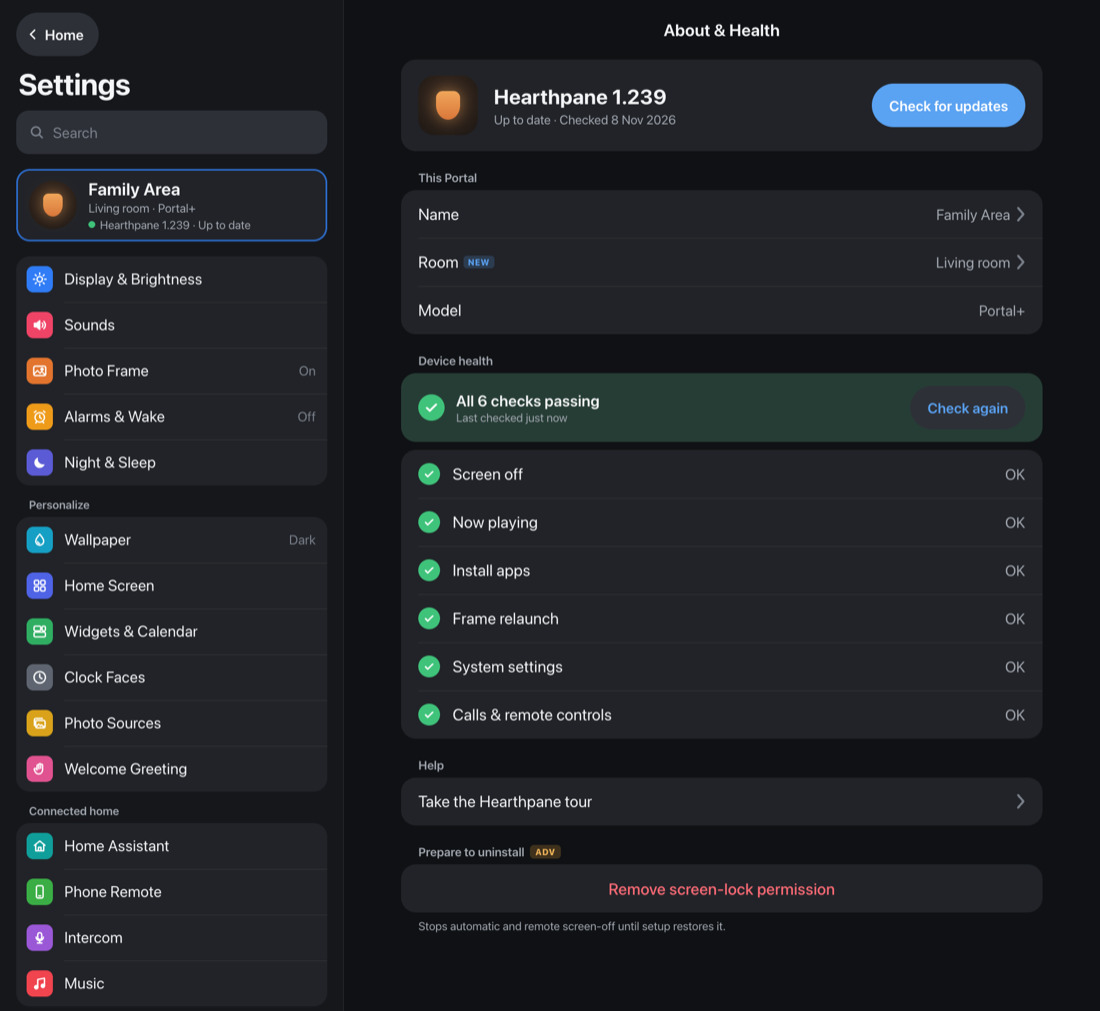 Home
Settings
Search
Family Area
Living room · Portal+
Hearthpane 1.239 · Up to date
Display & Brightness
Sounds
Photo Frame On
Alarms & Wake Off
Night & Sleep
Personalize
Wallpaper Dark
Home Screen
Widgets & Calendar
Clock Faces
Photo Sources
Welcome Greeting
Connected home
Home Assistant
Phone Remote
Intercom
Music
About & Health
Hearthpane 1.239
Up to date · Checked 8 Nov 2026
Check for updates
This Portal
Name Family Area
Room NEW Living room
Model Portal+
Device health
All 6 checks passing
Last checked just now
Check again
Screen off OK
Now playing OK
Install apps OK
Frame relaunch OK
System settings OK
Calls & remote controls OK
Help
Take the Hearthpane tour
Prepare to uninstall ADV
Remove screen-lock permission
Stops automatic and remote screen-off until setup restores it.